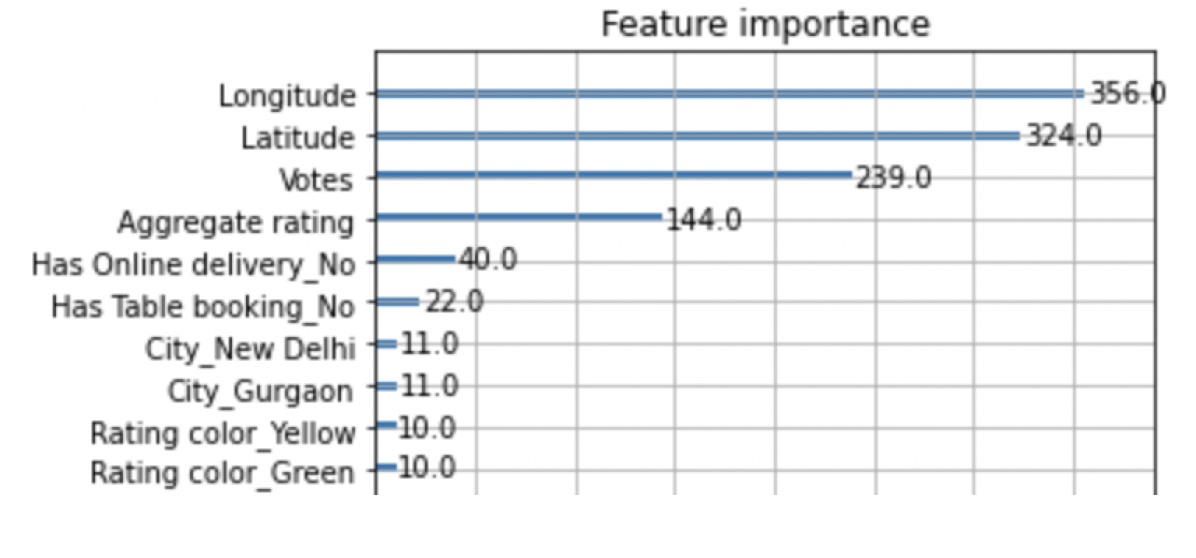 Feature importance
Longitude 356.0
Latitude 324.0
Votes 239.0
Aggregate rating 144.0
Has Online delivery_No 40.0
Has Table booking_No 22.0
City_New Delhi 11.0
City_Gurgaon 11.0
Rating color_Yellow 10.0
Rating color_Green 10.0